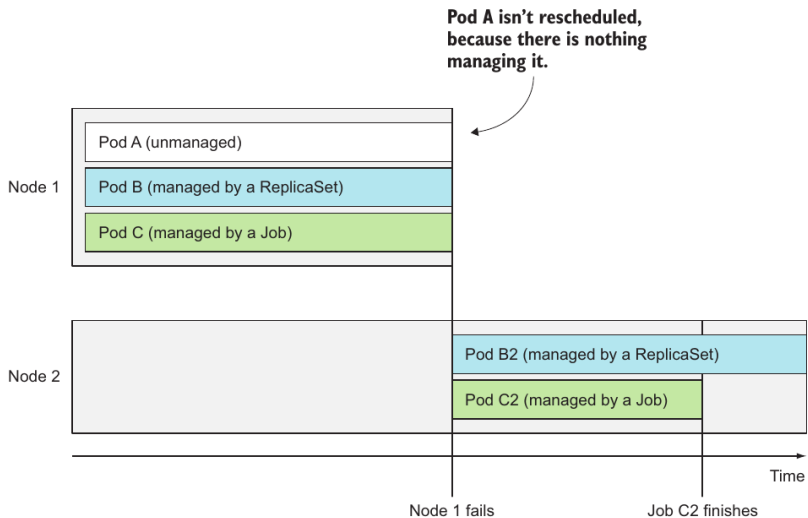 Pod A isn't rescheduled,
because there is nothing
managing it.
Node 1
Pod A (unmanaged)
Pod B (managed by a ReplicaSet)
Pod C (managed by a Job)
Node 2
Pod B2 (managed by a ReplicaSet)
Pod C2 (managed by a Job)
Time
Node 1 fails
Job C2 finishes